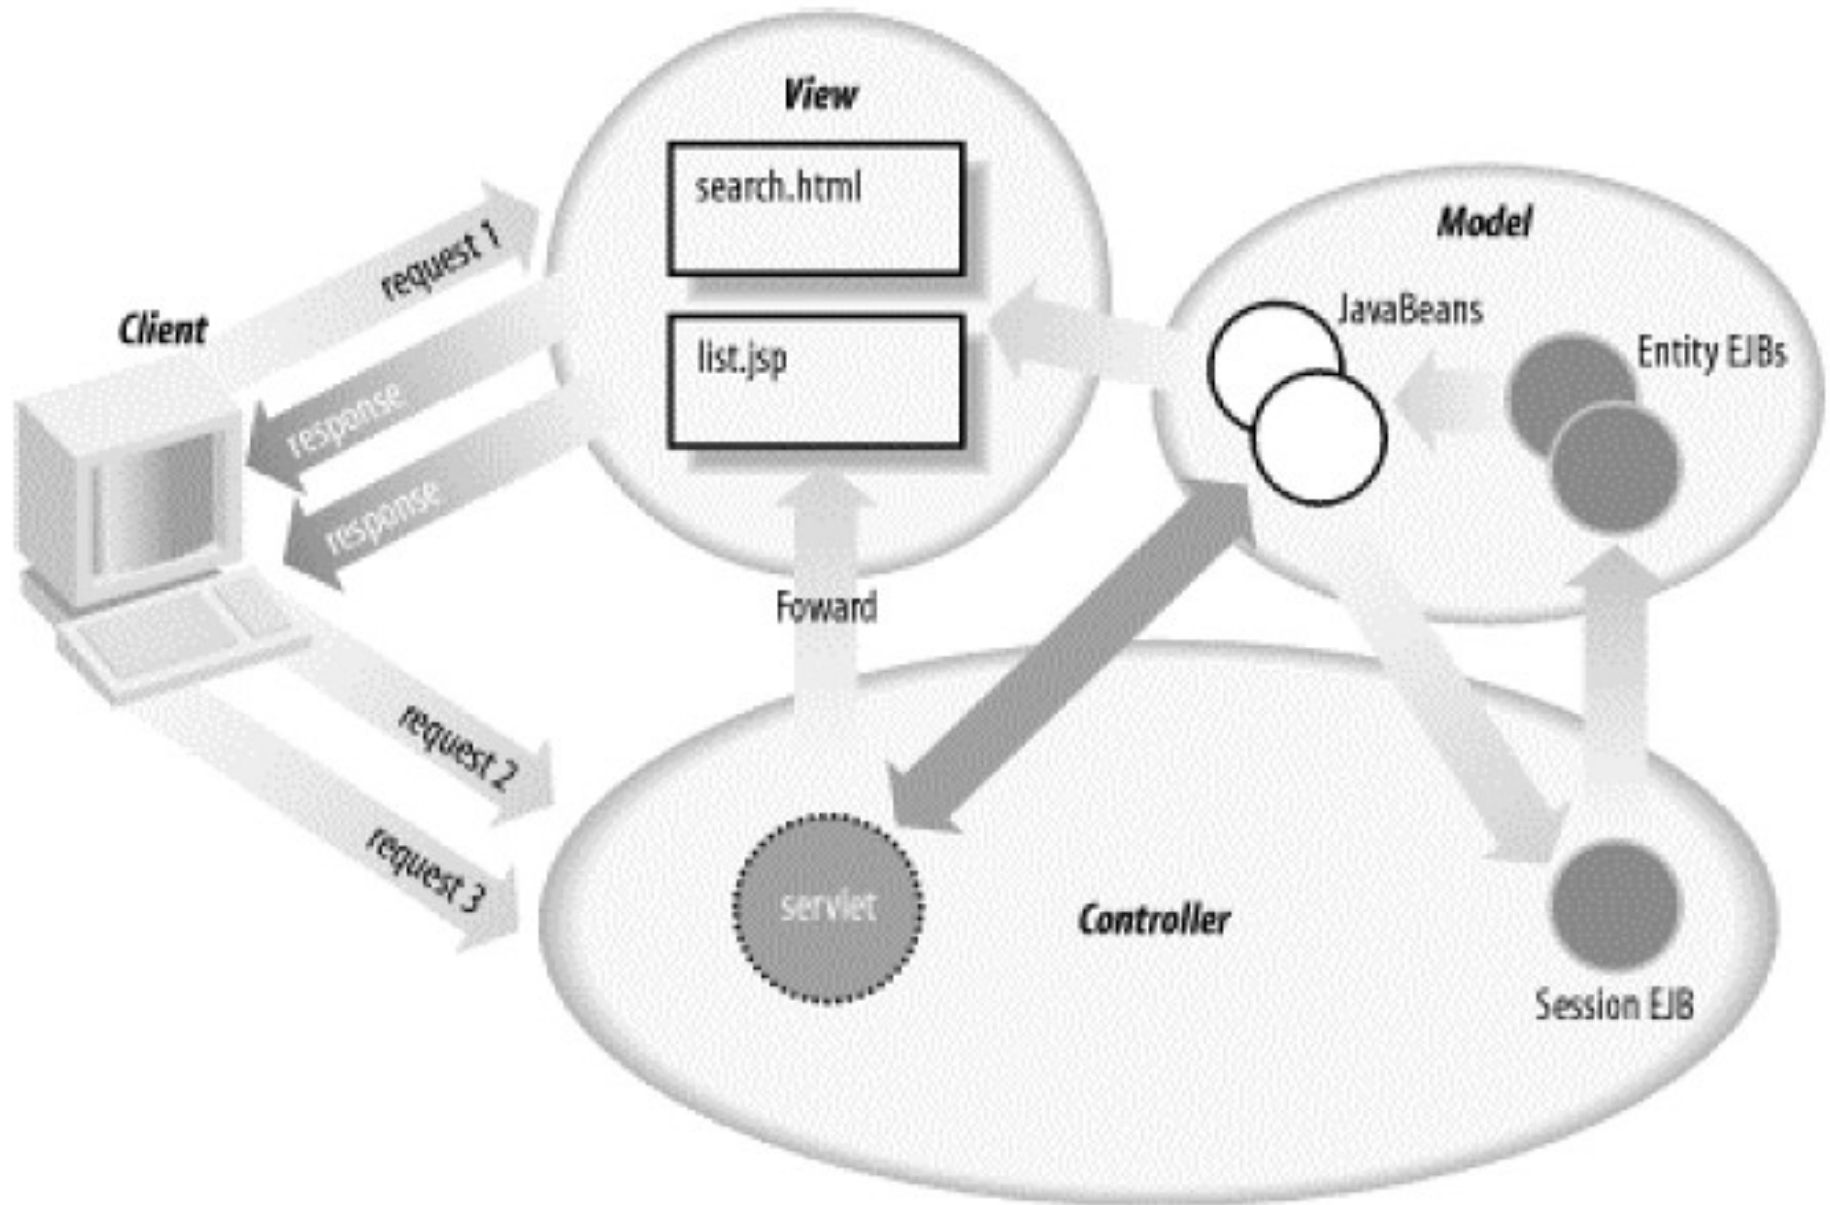 View
search.html
Model
request 1
JavaBeans
Client
Entity EJBs
list.jsp
response
response
Foward
request 2
request 3
servlet
Controller
Session EJB